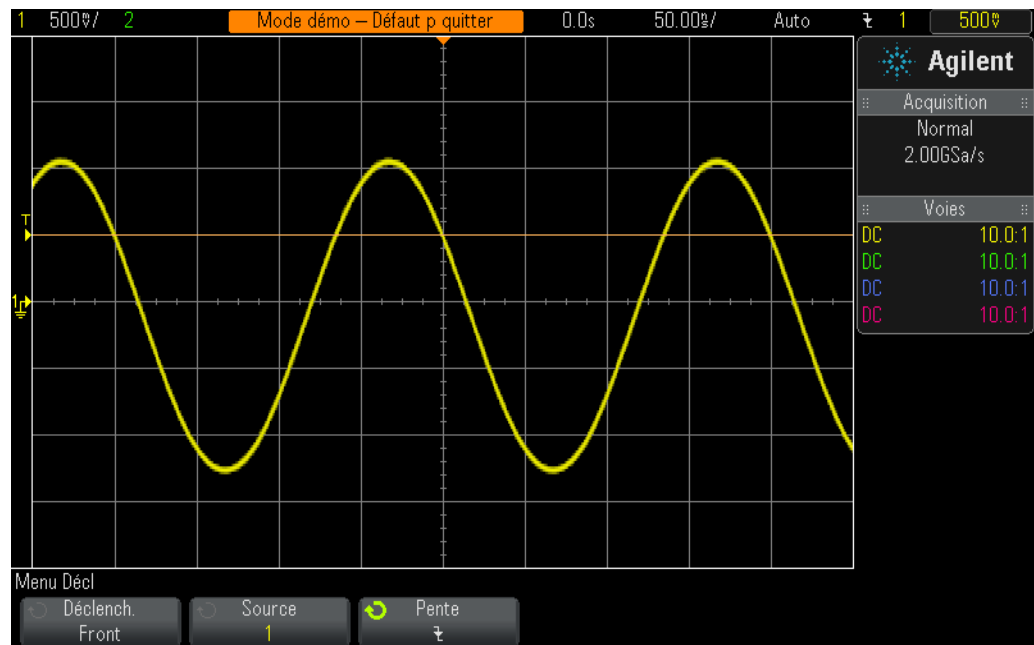 1 500mV/ 2 Mode démo – Défaut p quitter 0.0s 50.00ns/ Auto 1 500mV
Agilent
Acquisition
Normal
2.00GSa/s
Voies
DC 10.0:1
DC 10.0:1
DC 10.0:1
DC 10.0:1
T
1
Menu Décl
Déclench. Source Pente
Front 1